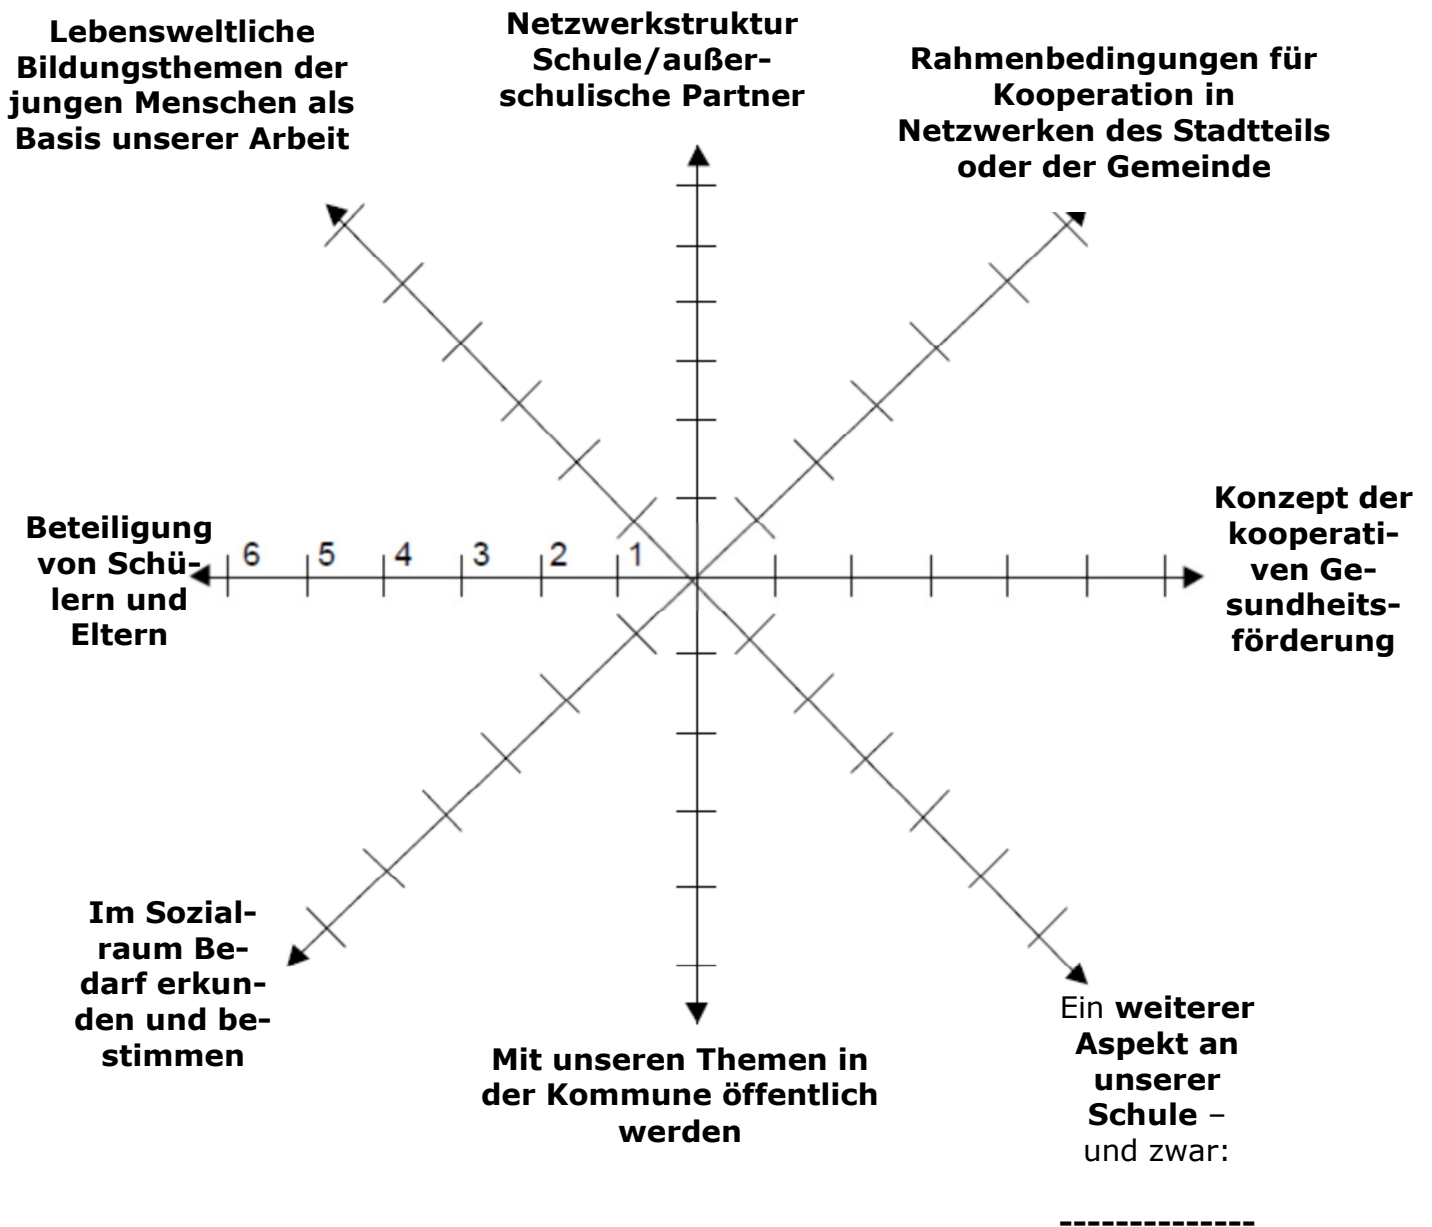 Lebensweltliche
Bildungsthemen der
jungen Menschen als
Basis unserer Arbeit
Netzwerkstruktur
Schule/außer-
schulische Partner
Rahmenbedingungen für
Kooperation in
Netzwerken des Stadtteils
oder der Gemeinde
Beteiligung
von Schü-
lern und
Eltern
6 5 4 3 2 1
Konzept der
kooperati-
ven Ge-
sundheits-
förderung
Im Sozial-
raum Be-
darf erkun-
den und be-
stimmen
Mit unseren Themen in
der Kommune öffentlich
werden
Ein weiterer
Aspekt an
unserer
Schule –
und zwar:
--------------